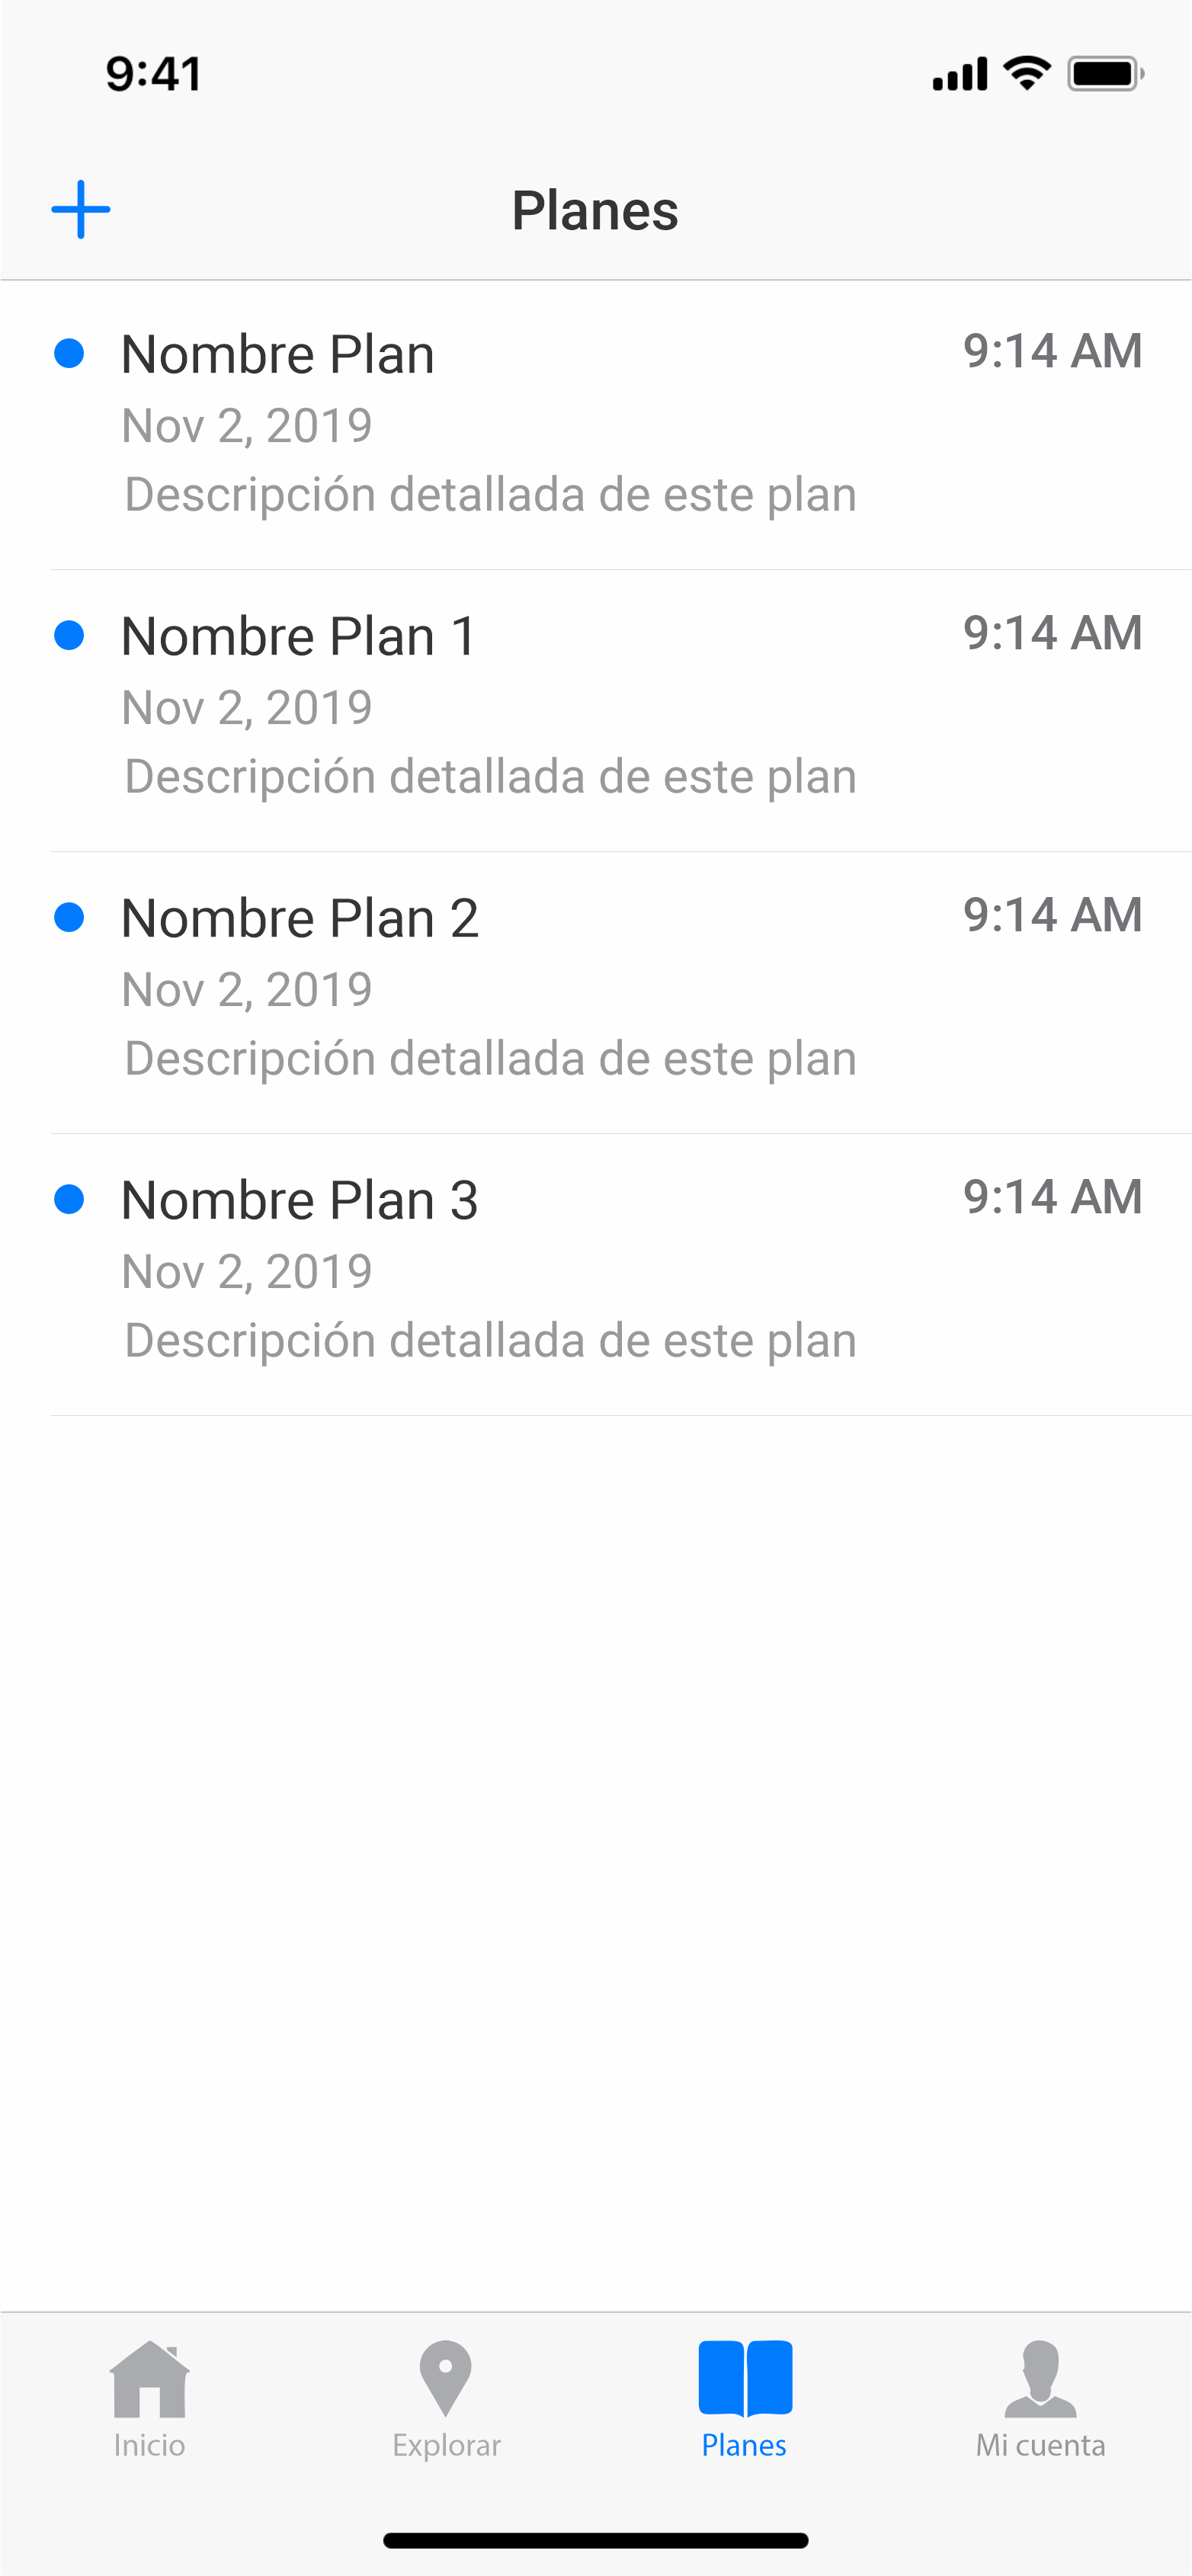 9:41
Planes
Nombre Plan 9:14 AM
Nov 2, 2019
Descripción detallada de este plan
Nombre Plan 1 9:14 AM
Nov 2, 2019
Descripción detallada de este plan
Nombre Plan 2 9:14 AM
Nov 2, 2019
Descripción detallada de este plan
Nombre Plan 3 9:14 AM
Nov 2, 2019
Descripción detallada de este plan
Inicio Explorar Planes Mi cuenta